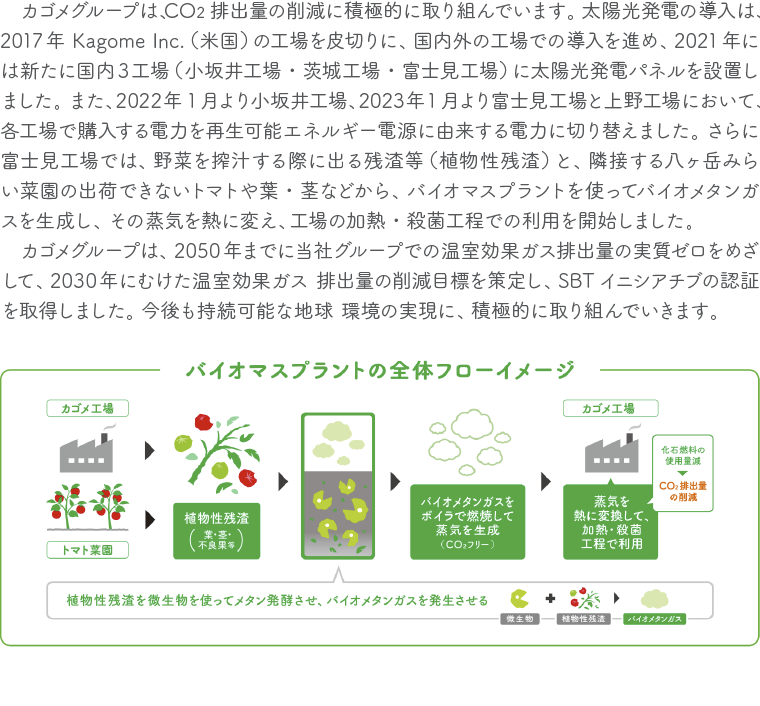 カゴメグループは、CO2 排出量の削減に積極的に取り組んでいます。太陽光発電の導入は、
2017年 Kagome Inc.（米国）の工場を皮切りに、国内外の工場での導入を進め、2021年に
は新たに国内3工場（小坂井工場・茨城工場・富士見工場）に太陽光発電パネルを設置し
ました。また、2022年1月より小坂井工場、2023年1月より富士見工場と上野工場において、
各工場で購入する電力を再生可能エネルギー電源に由来する電力に切り替えました。さらに
富士見工場では、野菜を搾汁する際に出る残渣等（植物性残渣）と、隣接する八ヶ岳みら
い菜園の出荷できないトマトや葉・茎などから、バイオマスプラントを使ってバイオメタンガ
スを生成し、その蒸気を熱に変え、工場の加熱・殺菌工程での利用を開始しました。
カゴメグループは、2050年までに当社グループでの温室効果ガス排出量の実質ゼロをめざ
して、2030年にむけた温室効果ガス 排出量の削減目標を策定し、SBT イニシアチブの認証
を取得しました。今後も持続可能な地球 環境の実現に、積極的に取り組んでいきます。
バイオマスプラントの全体フローイメージ
カゴメ工場
トマト菜園
植物性残渣
（葉・茎・
不良果等）
バイオメタンガスを
ボイラで燃焼して
蒸気を生成
（CO2フリー）
カゴメ工場
蒸気を
熱に変換して、
加熱・殺菌
工程で利用
化石燃料の
使用量減
CO2排出量
の削減
植物性残渣を微生物を使ってメタン発酵させ、バイオメタンガスを発生させる
微生物
植物性残渣
バイオメタンガス